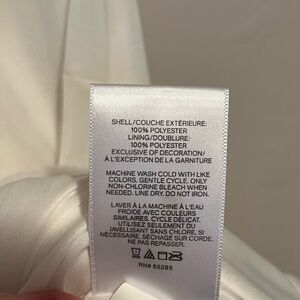 SHELL/COUCHE EXTÉRIEURE:
100% POLYESTER
LINING/DOUBLURE:
100% POLYESTER
EXCLUSIVE OF DECORATION/
À L'EXCEPTION DE LA GARNITURE
MACHINE WASH COLD WITH LIKE
COLORS, GENTLE CYCLE. ONLY
NON-CHLORINE BLEACH WHEN
NEEDED. LINE DRY. DO NOT IRON.
LAVER À LA MACHINE À L'EAU
FROIDE AVEC COULEURS
SIMILAIRES, CYCLE DÉLICAT.
UTILISER SEULEMENT OU
JAVELLISANT SANS CHLORE, SI
NÉCESSAIRE. SÉCHAGE SUR CORDE.
NE PAS REPASSER.
RN# 55285